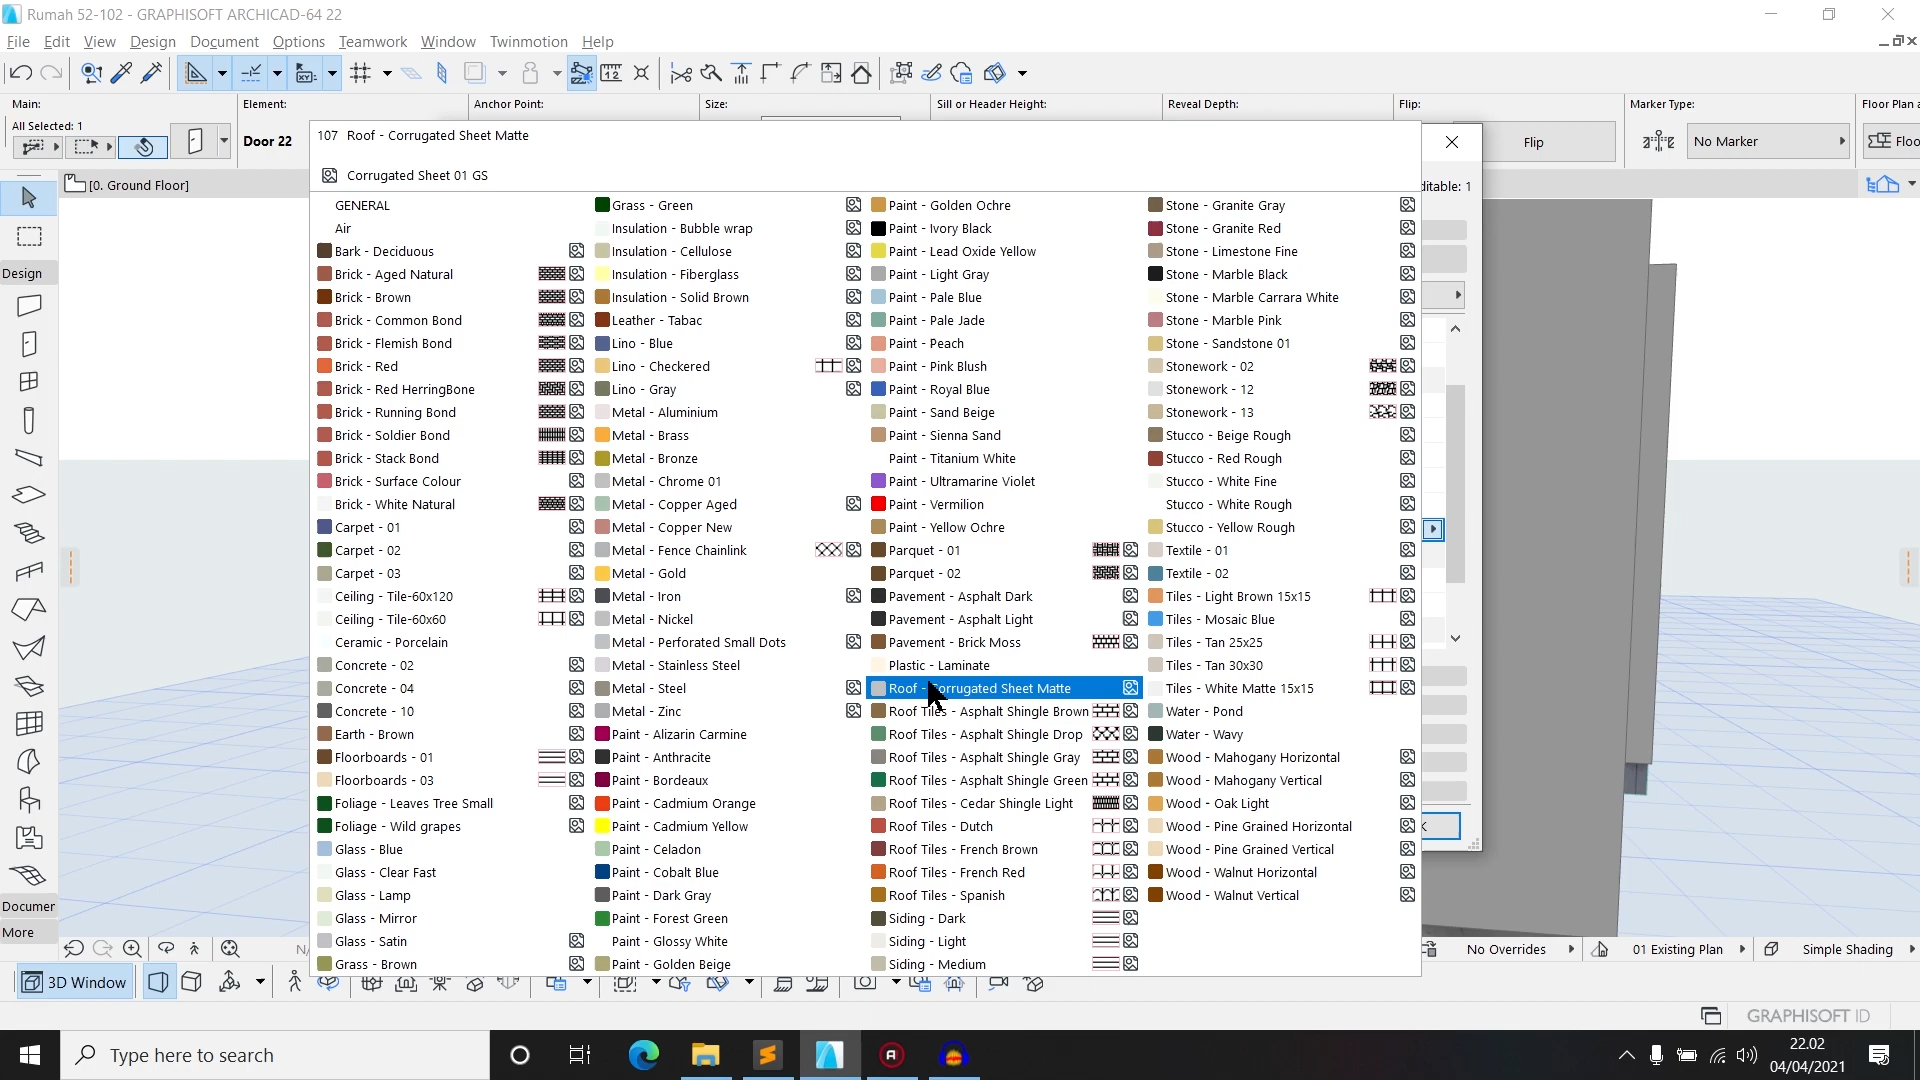 Rumah 52-102 - GRAPHISOFT ARCHICAD-64 22
File Edit View Design Document Options Teamwork Window Twinmotion Help
Main: Element: Anchor Point: Size: Sill or Header Height: Reveal Depth: Flip: Marker Type: Floor Plan a
All Selected: 1
Door 22
Flip
No Marker
Floo
[0. Ground Floor]
107 Roof - Corrugated Sheet Matte
Corrugated Sheet 01 GS
ditable: 1
Design
Documer
More
GENERAL
Air
Bark - Deciduous
Brick - Aged Natural
Brick - Brown
Brick - Common Bond
Brick - Flemish Bond
Brick - Red
Brick - Red HerringBone
Brick - Running Bond
Brick - Soldier Bond
Brick - Stack Bond
Brick - Surface Colour
Brick - White Natural
Carpet - 01
Carpet - 02
Carpet - 03
Ceiling - Tile-60x120
Ceiling - Tile-60x60
Ceramic - Porcelain
Concrete - 02
Concrete - 04
Concrete - 10
Earth - Brown
Floorboards - 01
Floorboards - 03
Foliage - Leaves Tree Small
Foliage - Wild grapes
Glass - Blue
Glass - Clear Fast
Glass - Lamp
Glass - Mirror
Glass - Satin
Grass - Brown
Grass - Green
Insulation - Bubble wrap
Insulation - Cellulose
Insulation - Fiberglass
Insulation - Solid Brown
Leather - Tabac
Lino - Blue
Lino - Checkered
Lino - Gray
Metal - Aluminium
Metal - Brass
Metal - Bronze
Metal - Chrome 01
Metal - Copper Aged
Metal - Copper New
Metal - Fence Chainlink
Metal - Gold
Metal - Iron
Metal - Nickel
Metal - Perforated Small Dots
Metal - Stainless Steel
Metal - Steel
Metal - Zinc
Paint - Alizarin Carmine
Paint - Anthracite
Paint - Bordeaux
Paint - Cadmium Orange
Paint - Cadmium Yellow
Paint - Celadon
Paint - Cobalt Blue
Paint - Dark Gray
Paint - Forest Green
Paint - Glossy White
Paint - Golden Beige
Paint - Golden Ochre
Paint - Ivory Black
Paint - Lead Oxide Yellow
Paint - Light Gray
Paint - Pale Blue
Paint - Pale Jade
Paint - Peach
Paint - Pink Blush
Paint - Royal Blue
Paint - Sand Beige
Paint - Sienna Sand
Paint - Titanium White
Paint - Ultramarine Violet
Paint - Vermilion
Paint - Yellow Ochre
Parquet - 01
Parquet - 02
Pavement - Asphalt Dark
Pavement - Asphalt Light
Pavement - Brick Moss
Plastic - Laminate
Roof - Corrugated Sheet Matte
Roof Tiles - Asphalt Shingle Brown
Roof Tiles - Asphalt Shingle Drop
Roof Tiles - Asphalt Shingle Gray
Roof Tiles - Asphalt Shingle Green
Roof Tiles - Cedar Shingle Light
Roof Tiles - Dutch
Roof Tiles - French Brown
Roof Tiles - French Red
Roof Tiles - Spanish
Siding - Dark
Siding - Light
Siding - Medium
Stone - Granite Gray
Stone - Granite Red
Stone - Limestone Fine
Stone - Marble Black
Stone - Marble Carrara White
Stone - Marble Pink
Stone - Sandstone 01
Stonework - 02
Stonework - 12
Stonework - 13
Stucco - Beige Rough
Stucco - Red Rough
Stucco - White Fine
Stucco - White Rough
Stucco - Yellow Rough
Textile - 01
Textile - 02
Tiles - Light Brown 15x15
Tiles - Mosaic Blue
Tiles - Tan 25x25
Tiles - Tan 30x30
Tiles - White Matte 15x15
Water - Pond
Water - Wavy
Wood - Mahogany Horizontal
Wood - Mahogany Vertical
Wood - Oak Light
Wood - Pine Grained Horizontal
Wood - Pine Grained Vertical
Wood - Walnut Horizontal
Wood - Walnut Vertical
N/
No Overrides
01 Existing Plan
Simple Shading
3D Window
GRAPHISOFT ID
Type here to search
22.02
04/04/2021